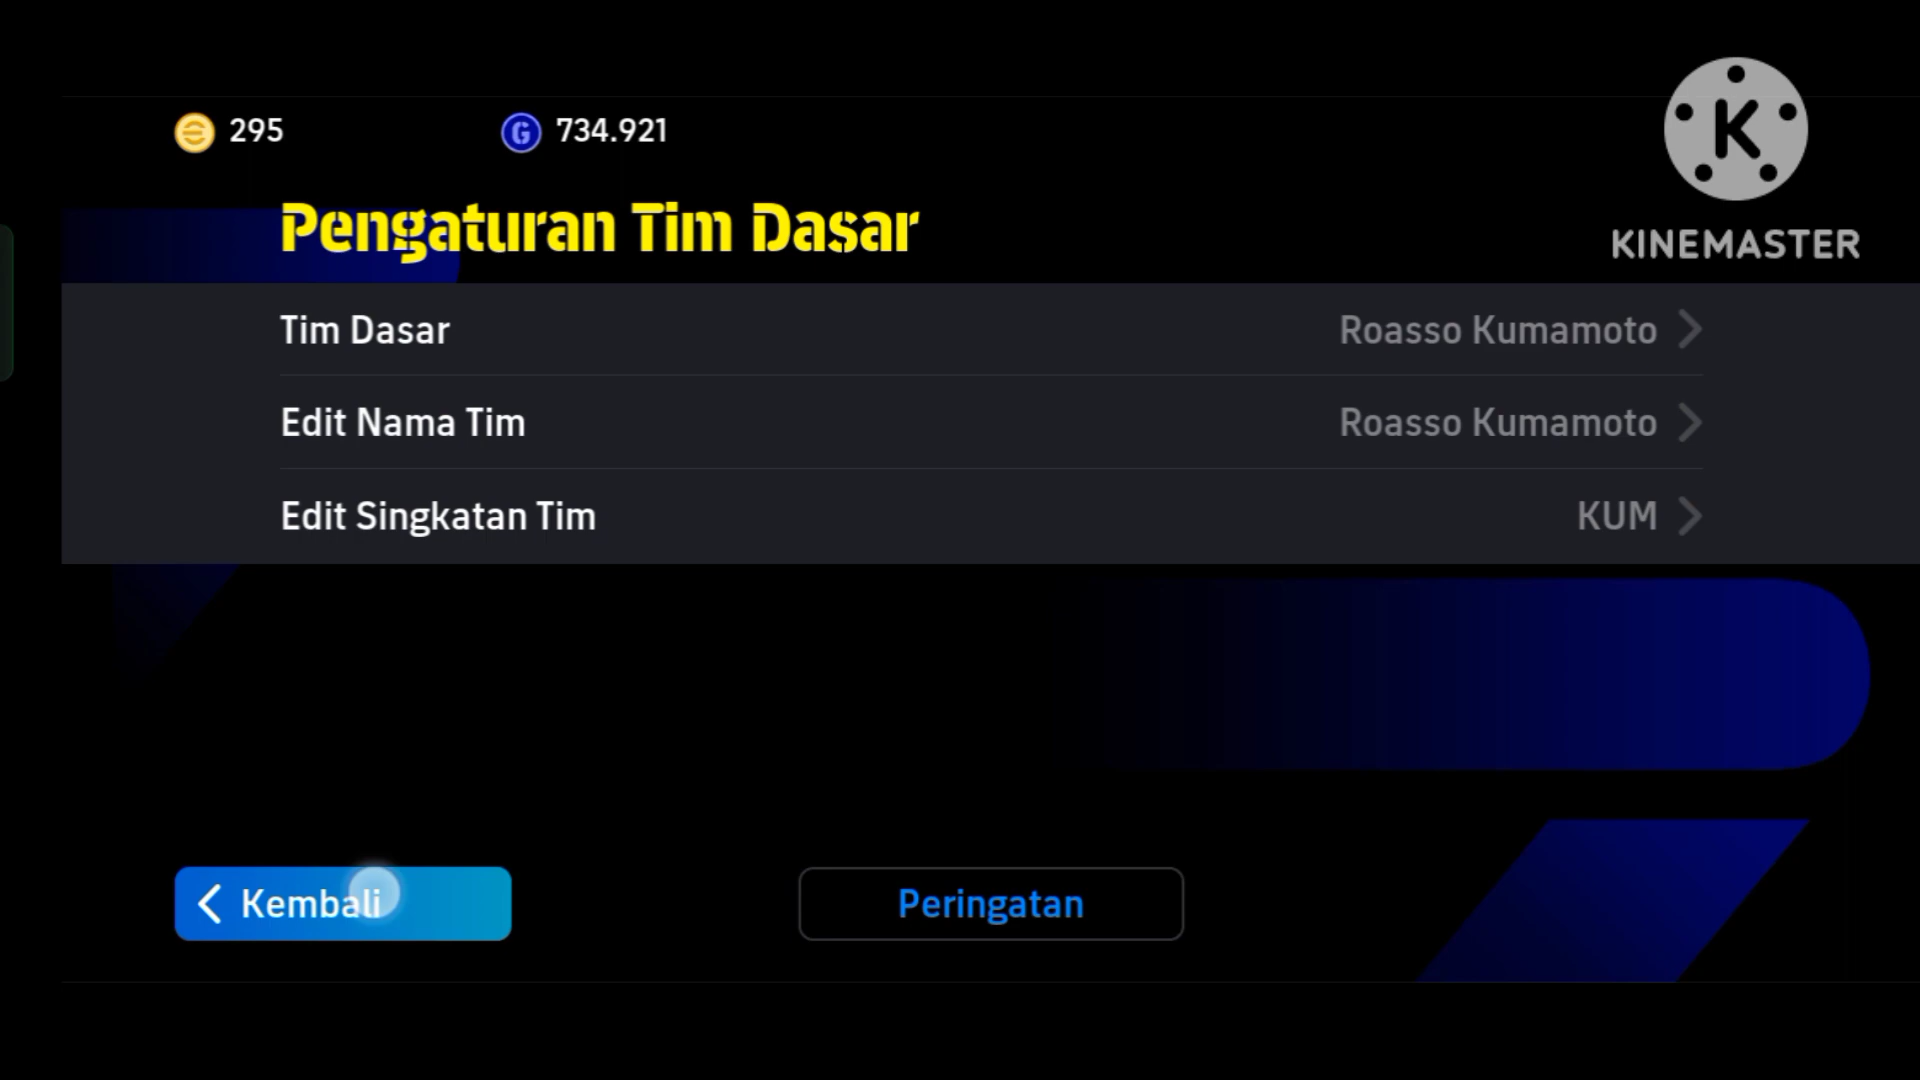 295
734.921
K
KINEMASTER
Pengaturan Tim Dasar
Tim Dasar
Roasso Kumamoto
Edit Nama Tim
Roasso Kumamoto
Edit Singkatan Tim
KUM
Kembali
Peringatan